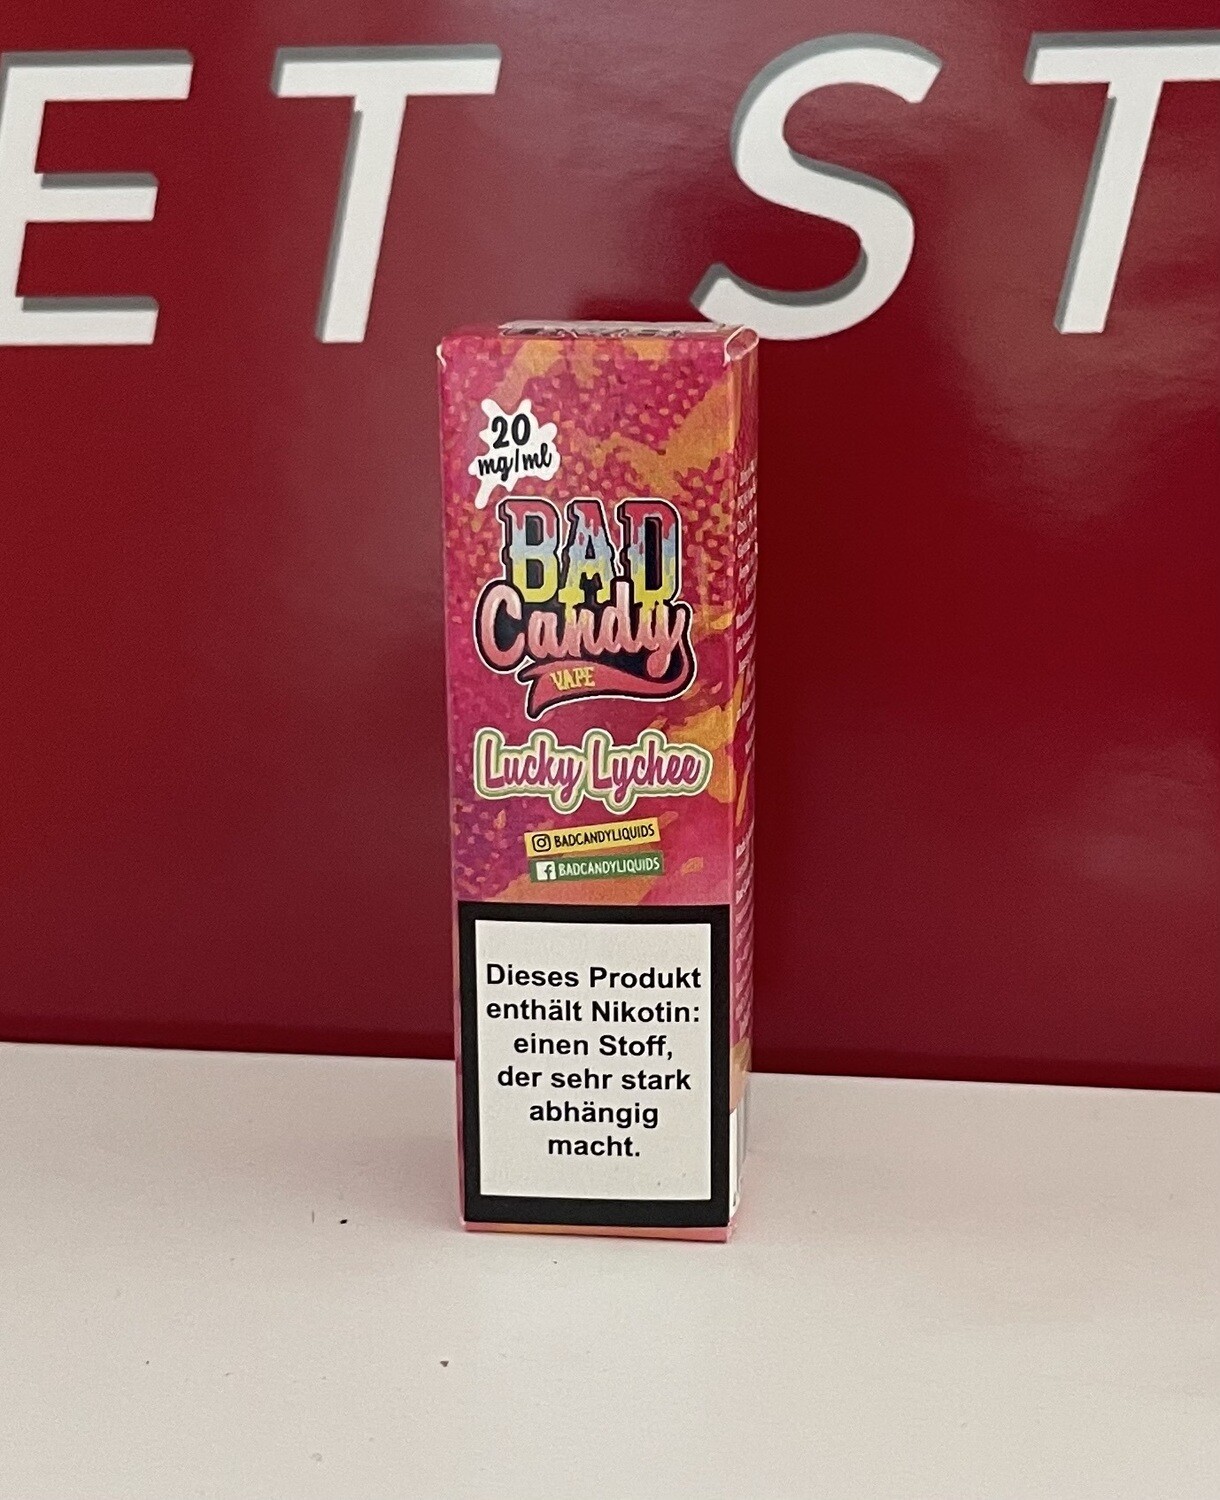 ET ST
20
mg/ml
BAD
Candy
VAPE
Lucky Lychee
BADCANDYLIQUIDS
BADCANDYLIQUIDS
Dieses Produkt
enthält Nikotin:
einen Stoff,
der sehr stark
abhängig
macht.